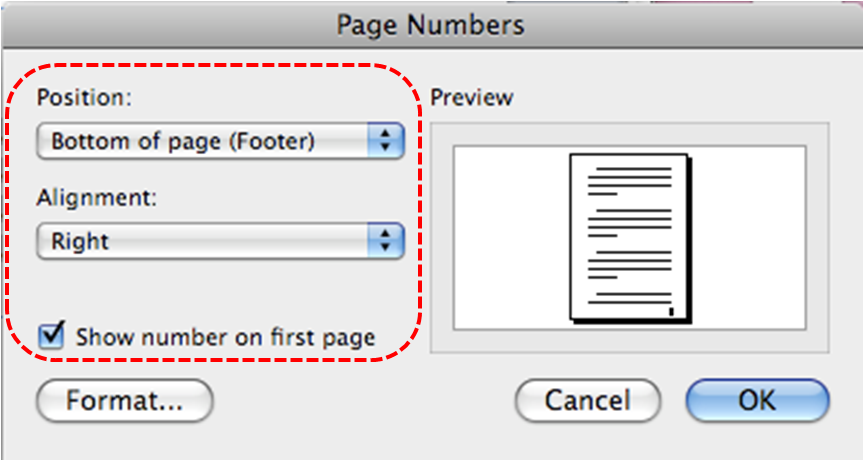 Page Numbers
Position:
Preview
Bottom of page (Footer)
Alignment:
Right
Show number on first page
Format...
Cancel
OK